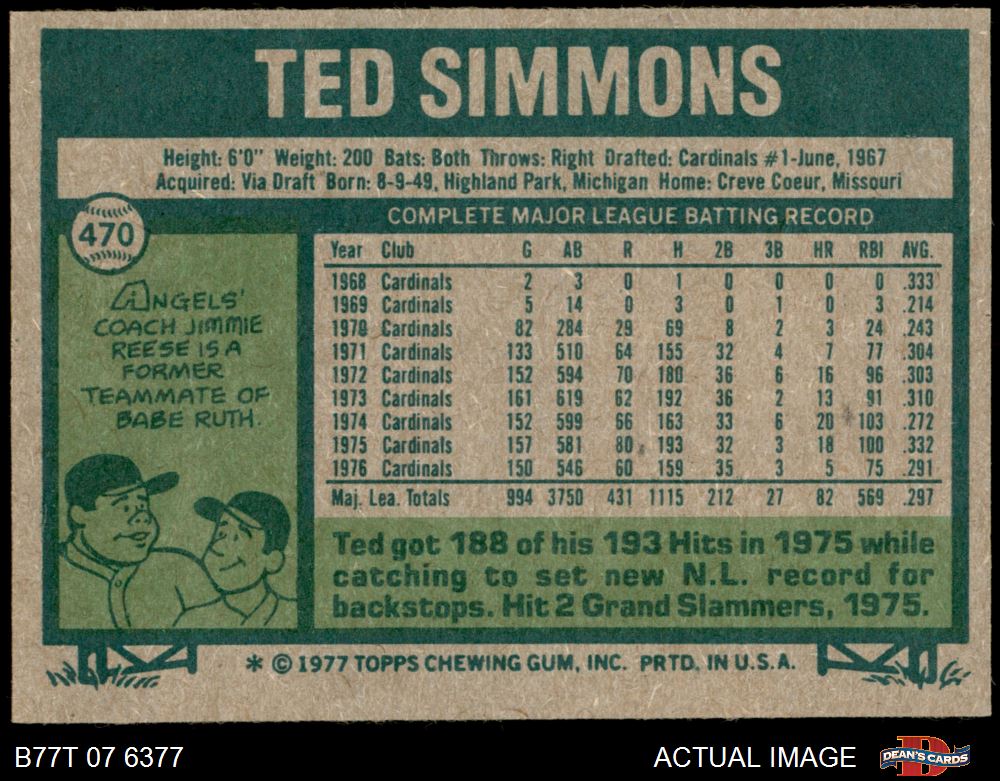 TED SIMMONS
Height: 6'0" Weight: 200 Bats: Both Throws: Right Drafted: Cardinals #1-June, 1967
Acquired: Via Draft Born: 8-9-49, Highland Park, Michigan Home: Creve Coeur, Missouri
470
COMPLETE MAJOR LEAGUE BATTING RECORD
Year Club G AB R H 2B 3B HR RBI AVG.
1968 Cardinals 2 3 0 1 0 0 0 0 .333
1969 Cardinals 5 14 0 3 0 1 0 3 .214
1970 Cardinals 82 284 29 69 8 2 3 24 .243
1971 Cardinals 133 510 64 155 32 4 7 77 .304
1972 Cardinals 152 594 70 180 36 6 16 96 .303
1973 Cardinals 161 619 62 192 36 2 13 91 .310
1974 Cardinals 152 599 66 163 33 6 20 103 .272
1975 Cardinals 157 581 80 193 32 3 18 100 .332
1976 Cardinals 150 546 60 159 35 3 5 75 .291
Maj. Lea. Totals 994 3750 431 1115 212 27 82 569 .297
ANGELS'
COACH JIMMIE
REESE IS A
FORMER
TEAMMATE OF
BABE RUTH.
Ted got 188 of his 193 Hits in 1975 while
catching to set new N.L. record for
backstops. Hit 2 Grand Slammers, 1975.
* © 1977 TOPPS CHEWING GUM, INC. PRTD. IN U.S.A.
B77T 07 6377
ACTUAL IMAGE
DEAN'S CARDS